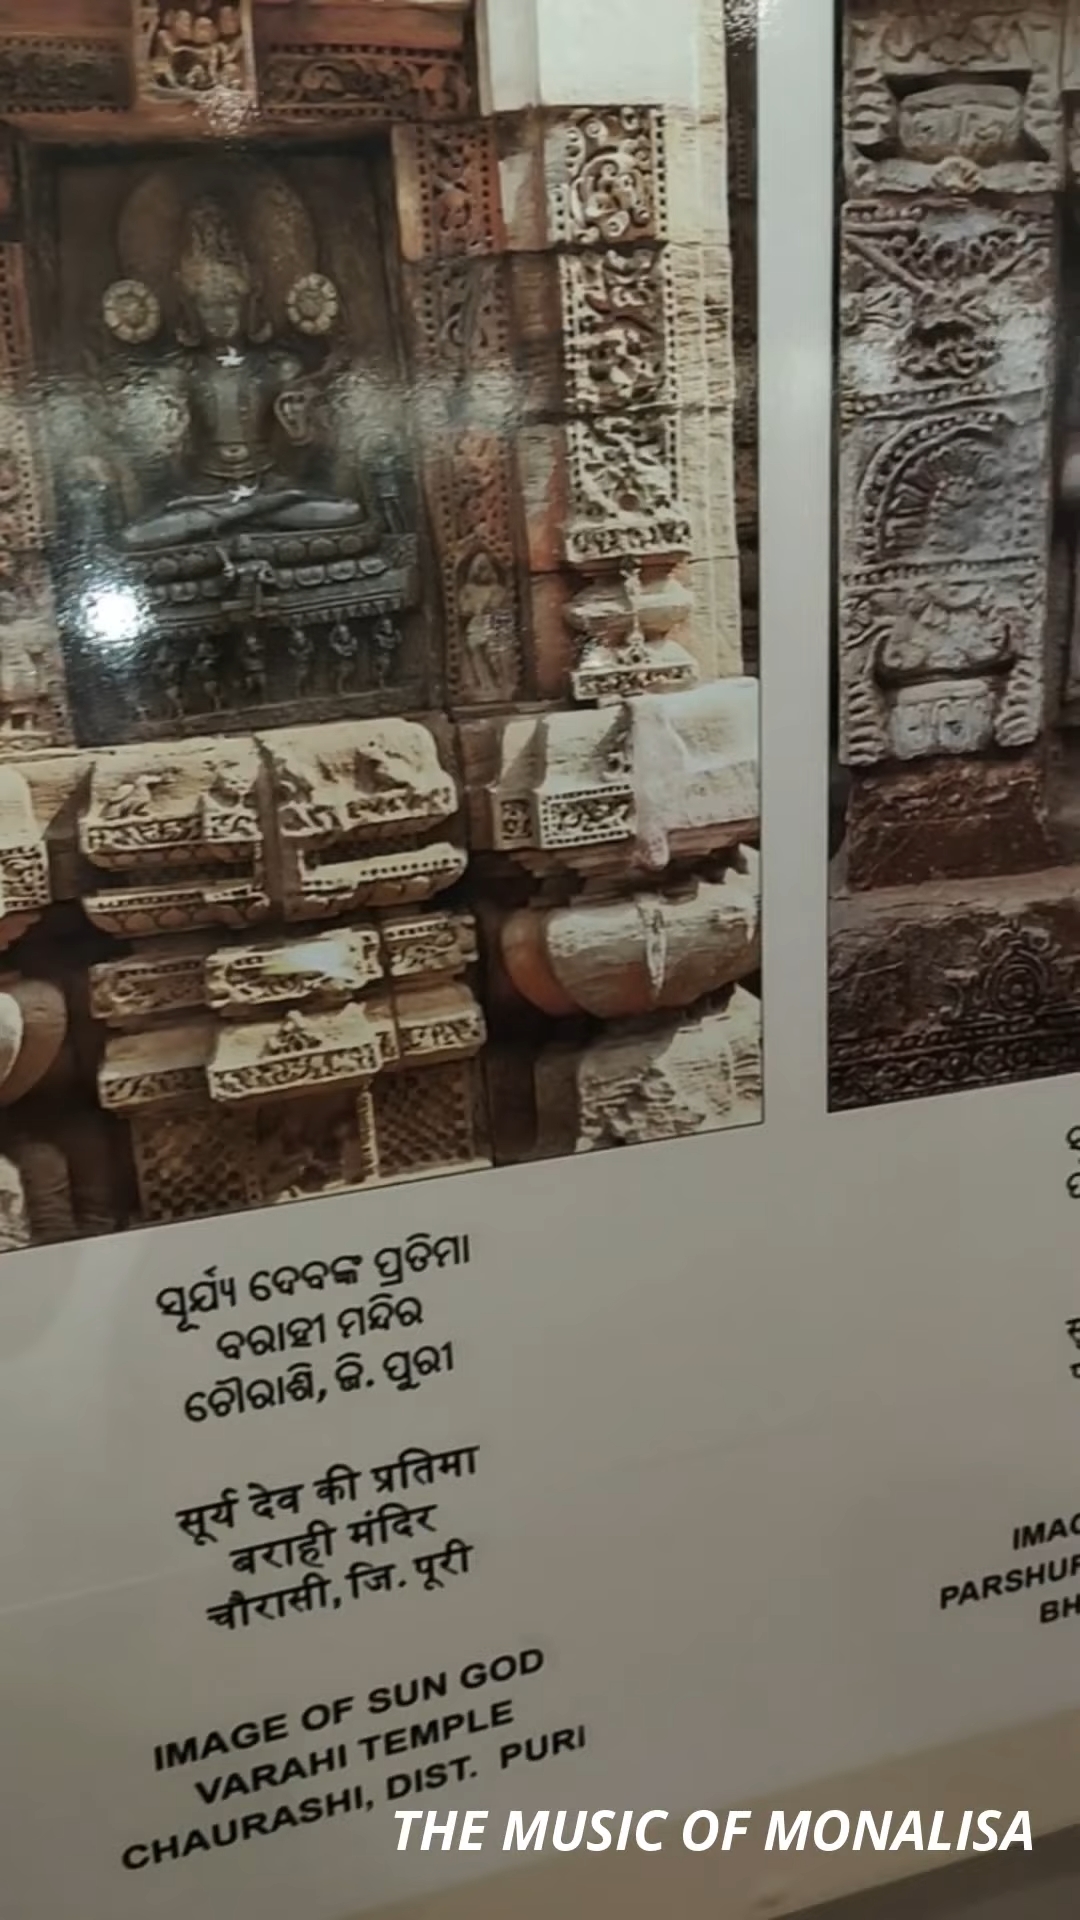 ସୂର୍ଯ୍ୟ ଦେବଙ୍କ ପ୍ରତିମା
ବରାହୀ ମନ୍ଦିର
ଚୌରାଶି, ଜି. ପୁରୀ
सूर्य देव की प्रतिमा
बराही मंदिर
चौरासी, जि. पूरी
IMAGE OF SUN GOD
VARAHI TEMPLE
CHAURASHI, DIST. PURI
THE MUSIC OF MONALISA